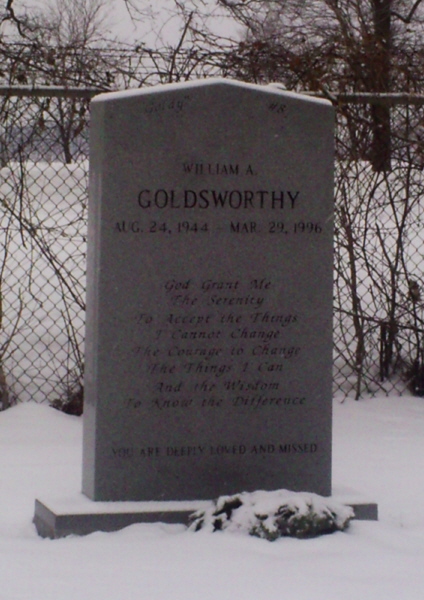 "Goldy" #8
WILLIAM A.
GOLDSWORTHY
AUG. 24, 1944 - MAR. 29, 1996
God Grant Me
The Serenity
To Accept the Things
I Cannot Change
The Courage to Change
The Things I Can
And the Wisdom
To Know the Difference
YOU ARE DEEPLY LOVED AND MISSED